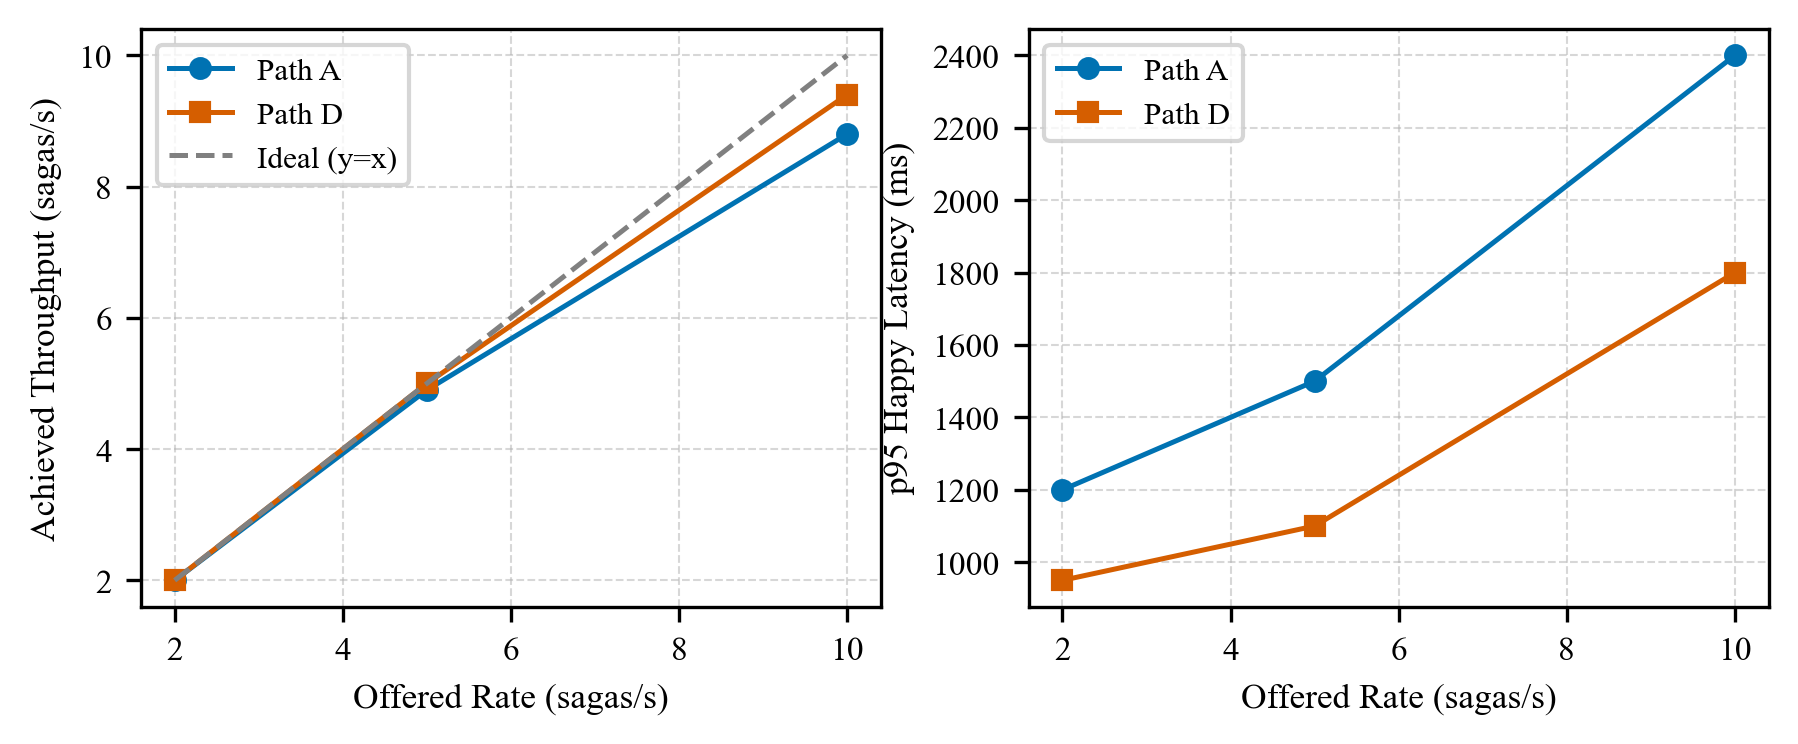 Achieved Throughput (sagas/s)
10
8
6
4
2
Path A
Path D
Ideal (y=x)
2 4 6 8 10
Offered Rate (sagas/s)
p95 Happy Latency (ms)
2400
2200
2000
1800
1600
1400
1200
1000
Path A
Path D
2 4 6 8 10
Offered Rate (sagas/s)